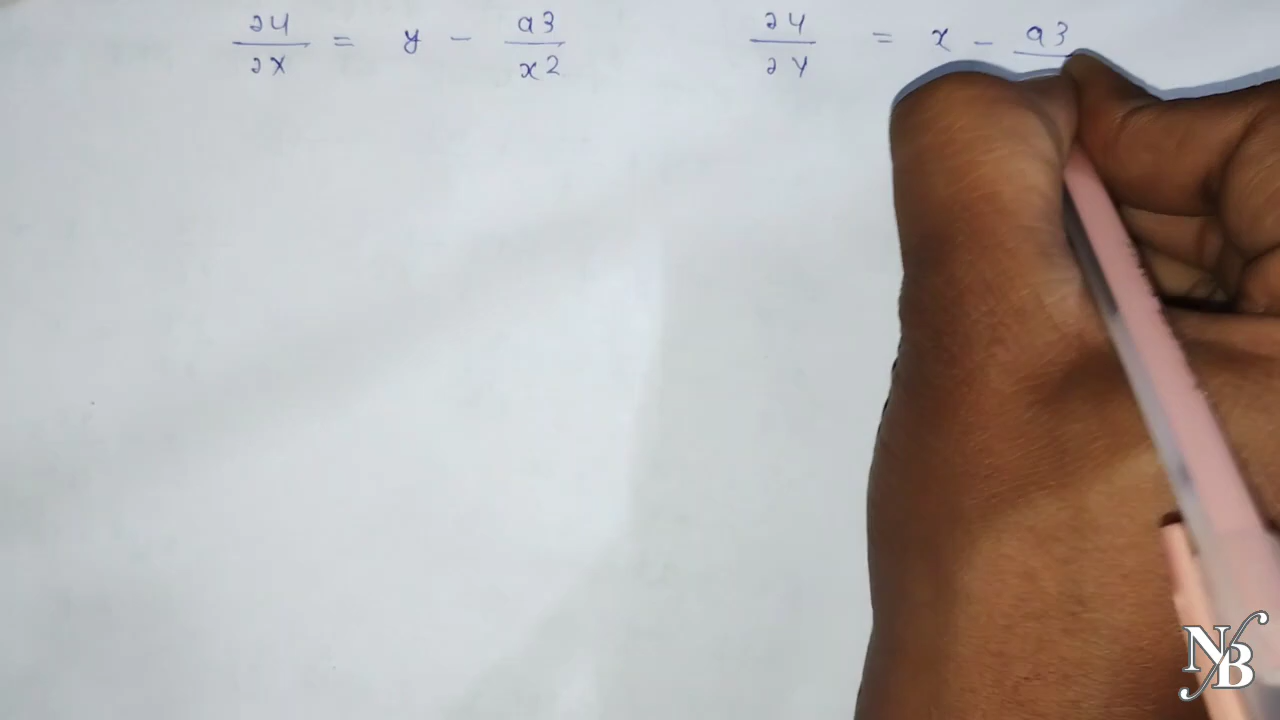 ∂u/∂x = y - a3/x2 ∂u/∂y = x - a3
NB